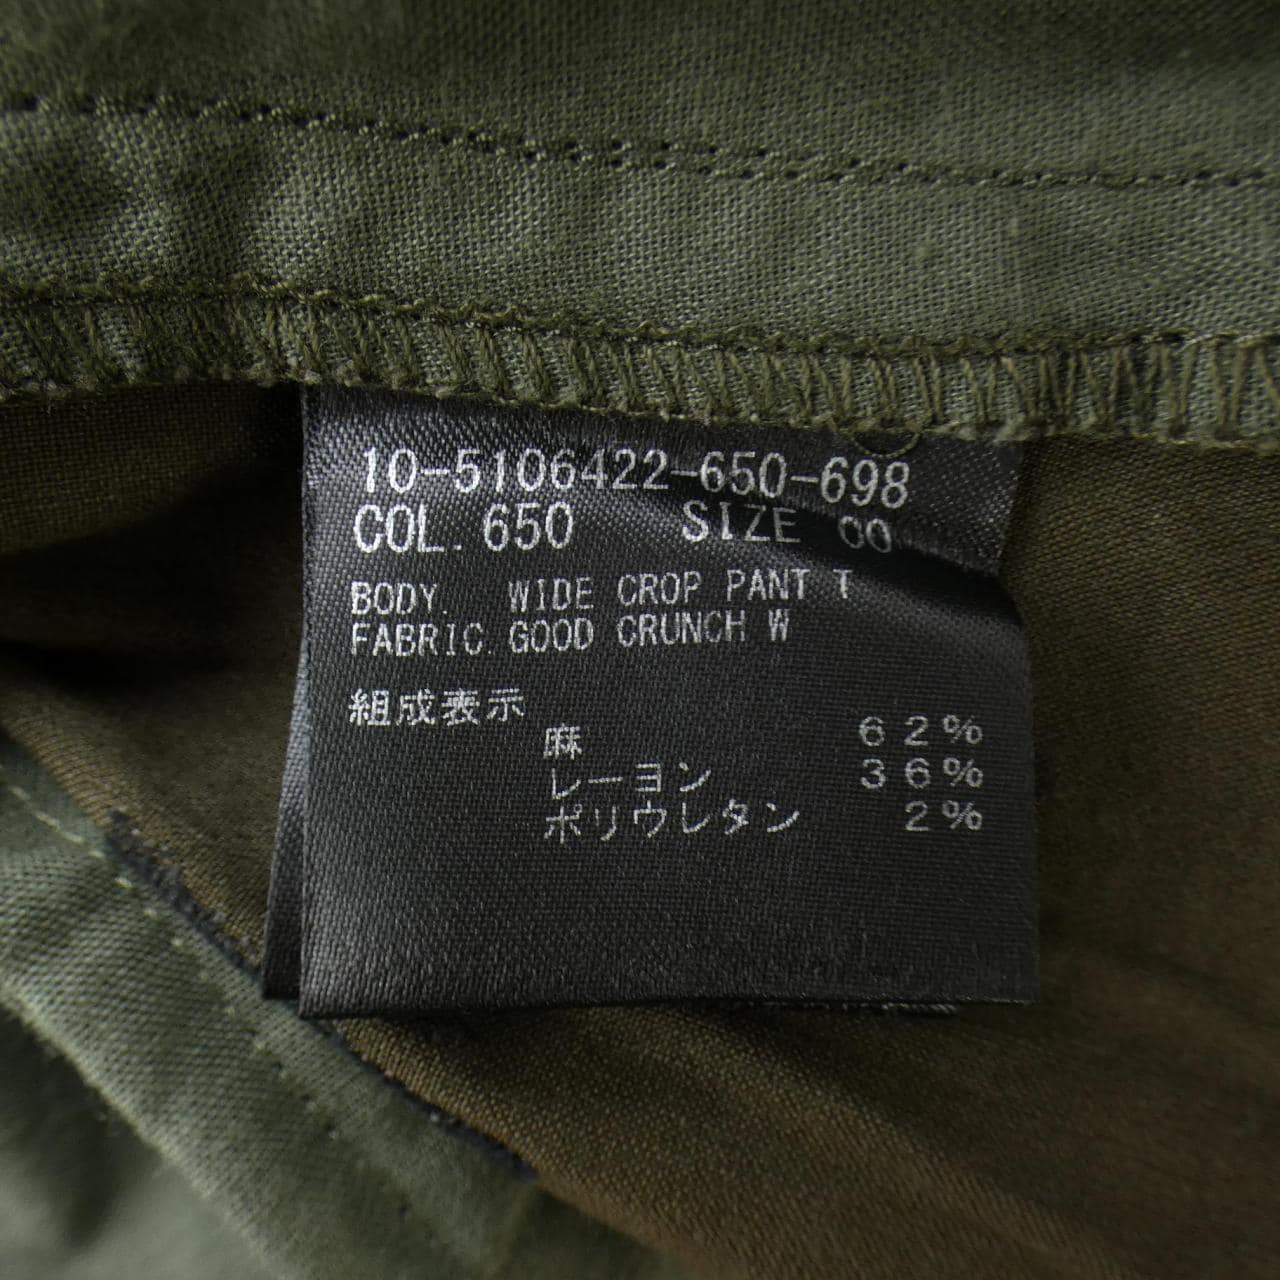 10-5106422-650-698
COL. 650 SIZE 00
BODY. WIDE CROP PANT T
FABRIC.GOOD CRUNCH W
組成表示
麻 62%
レーヨン 36%
ポリウレタン 2%